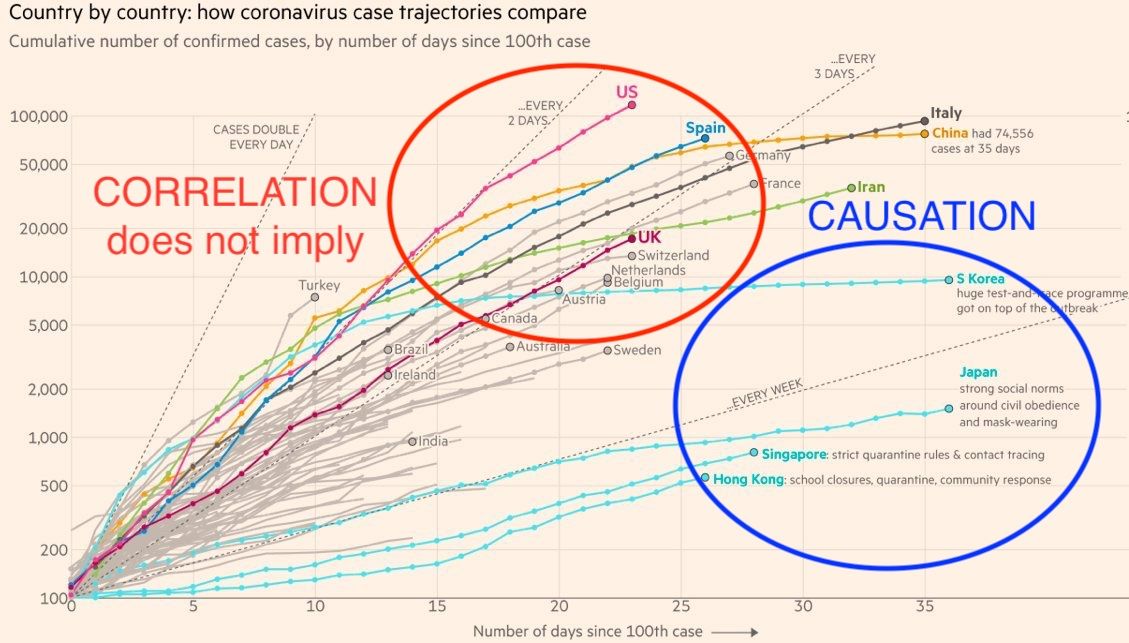 Country by country: how coronavirus case trajectories compare
Cumulative number of confirmed cases, by number of days since 100th case
...EVERY
3 DAYS
US
...EVERY
2 DAYS
100,000
CASES DOUBLE
EVERY DAY
Italy
Spain
China had 74,556
cases at 35 days
Germany
50,000
CORRELATION
does not imply
France
Iran
CAUSATION
20,000
UK
Switzerland
Netherlands
Belgium
Austria
10,000
S Korea
huge test-and-trace programme
got on top of the outbreak
Turkey
5,000
Canada
Brazil
Australia
Sweden
Ireland
2,000
...EVERY WEEK
Japan
strong social norms
around civil obedience
and mask-wearing
1,000
India
Singapore: strict quarantine rules & contact tracing
500
Hong Kong: school closures, quarantine, community response
200
100
0
5
10
15
20
25
30
35
Number of days since 100th case
1